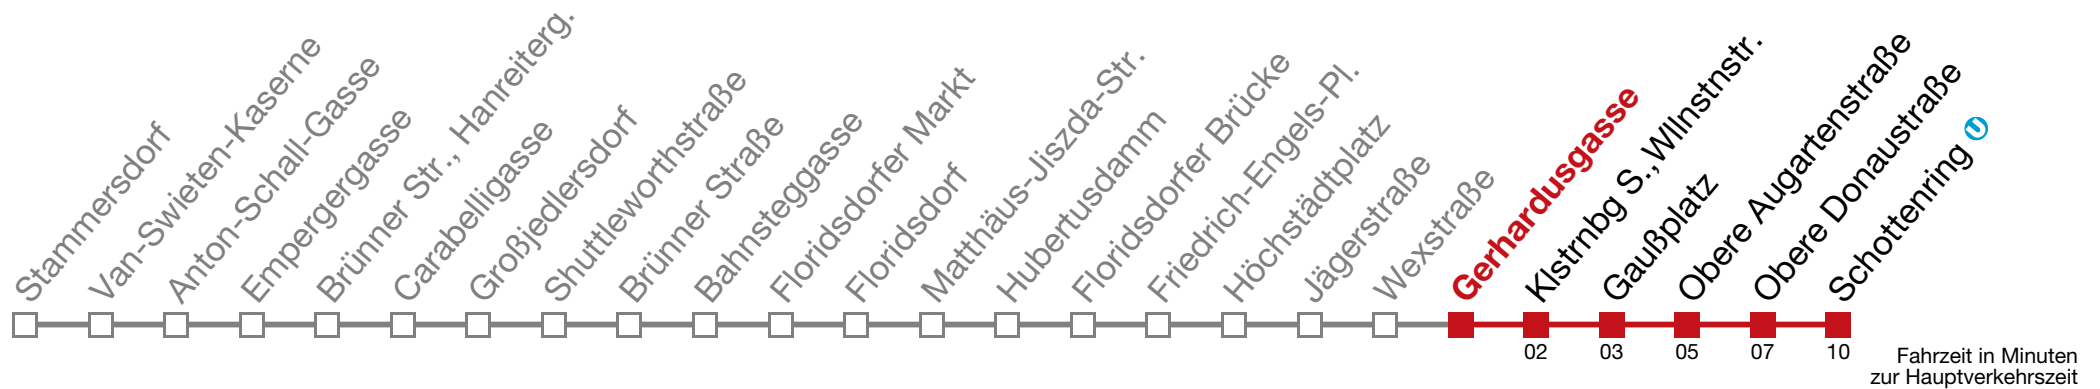 Stammersdorf
Van-Swieten-Kaserne
Anton-Schall-Gasse
Empergergasse
Brünner Str., Hanreiterg.
Carabelligasse
Großjedlersdorf
Shuttleworthstraße
Brünner Straße
Bahnsteggasse
Floridsdorfer Markt
Floridsdorf
Matthäus-Jiszda-Str.
Hubertusdamm
Floridsdorfer Brücke
Friedrich-Engels-Pl.
Höchstädtplatz
Jägerstraße
Wexstraße
Gerhardusgasse
Klstrnbg S., Wllnstnstr.
Gaußplatz
Obere Augartenstraße
Obere Donaustraße
Schottenring U
02 03 05 07 10
Fahrzeit in Minuten
zur Hauptverkehrszeit